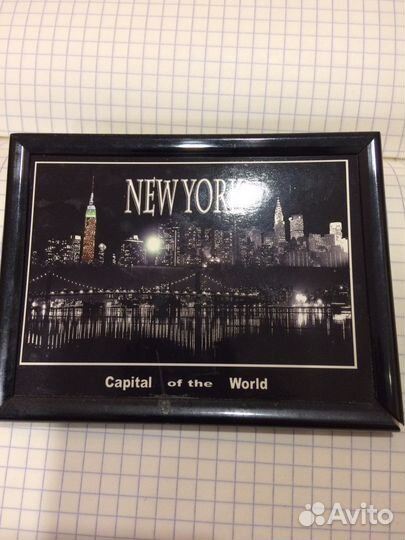 NEW YORK
Capital of the World
Avito